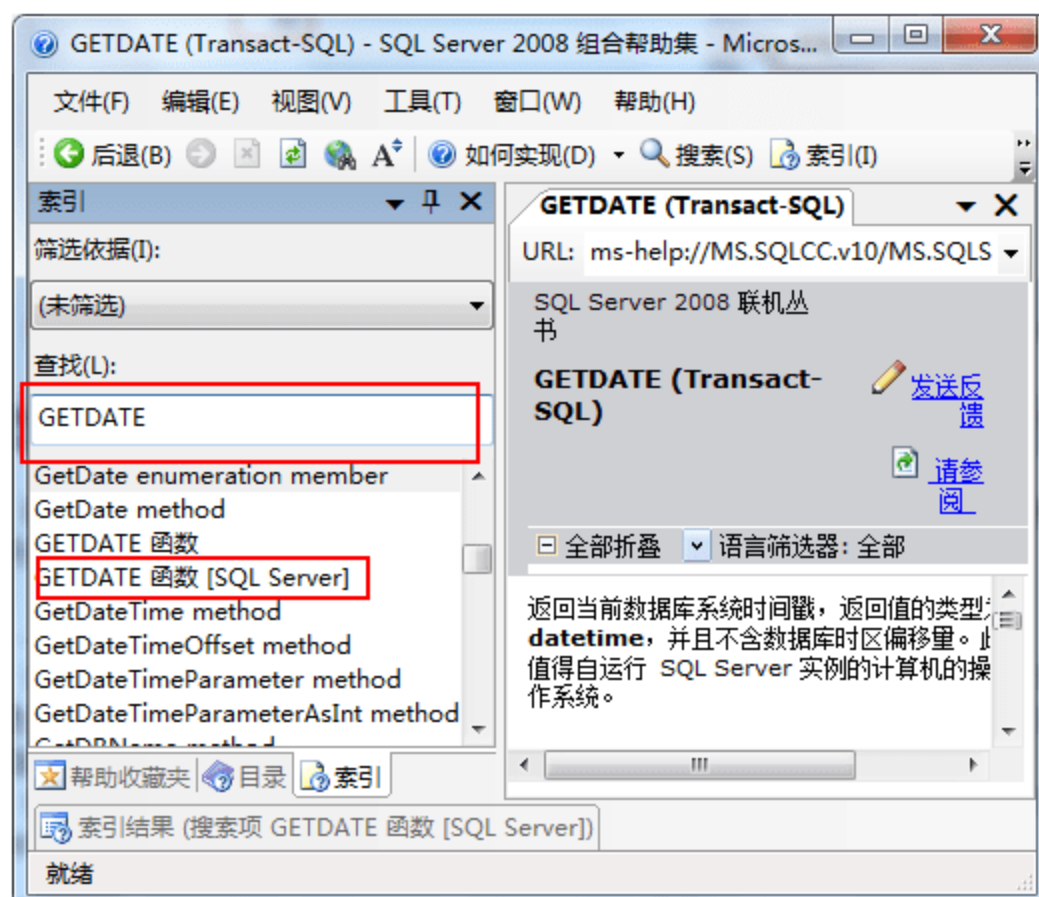 GETDATE (Transact-SQL) - SQL Server 2008 组合帮助集 - Micros...
文件(F) 编辑(E) 视图(V) 工具(T) 窗口(W) 帮助(H)
后退(B) 如何实现(D) 搜索(S) 索引(I)
索引
筛选依据(I):
(未筛选)
查找(L):
GETDATE
GetDate enumeration member
GetDate method
GETDATE 函数
GETDATE 函数 [SQL Server]
GetDateTime method
GetDateTimeOffset method
GetDateTimeParameter method
GetDateTimeParameterAsInt method
GetDBName method
帮助收藏夹 目录 索引
GETDATE (Transact-SQL)
URL: ms-help://MS.SQLCC.v10/MS.SQLS
SQL Server 2008 联机丛
书
GETDATE (Transact-
SQL)
发送反
馈
请参
阅
全部折叠 语言筛选器: 全部
返回当前数据库系统时间戳，返回值的类型
datetime，并且不含数据库时区偏移量。此
值得自运行 SQL Server 实例的计算机的操
作系统。
索引结果 (搜索项 GETDATE 函数 [SQL Server])
就绪